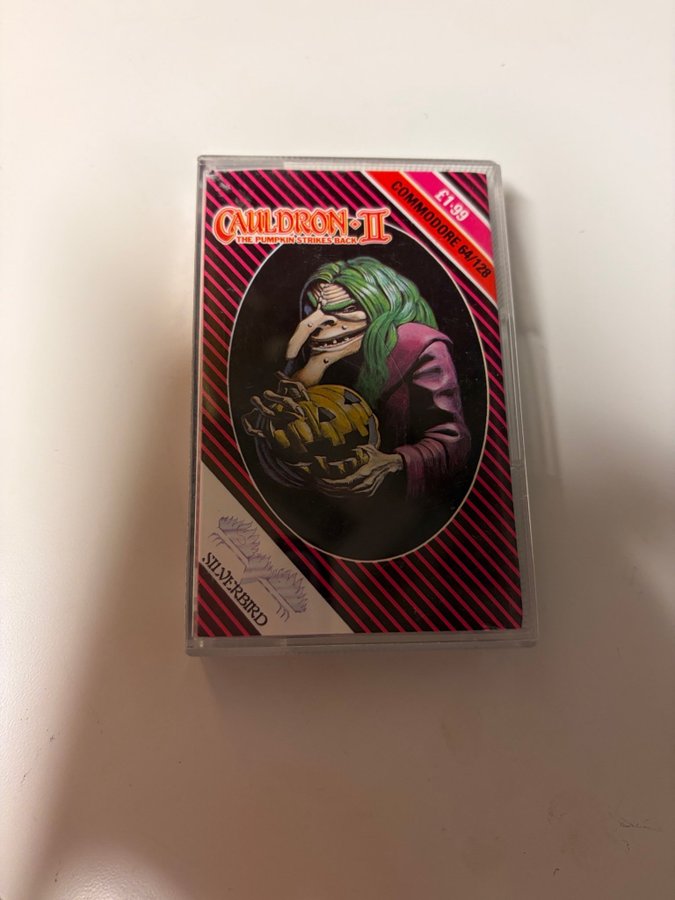 CAULDRON·II
THE PUMPKIN STRIKES BACK
£1·99
COMMODORE 64/128
SILVERBIRD